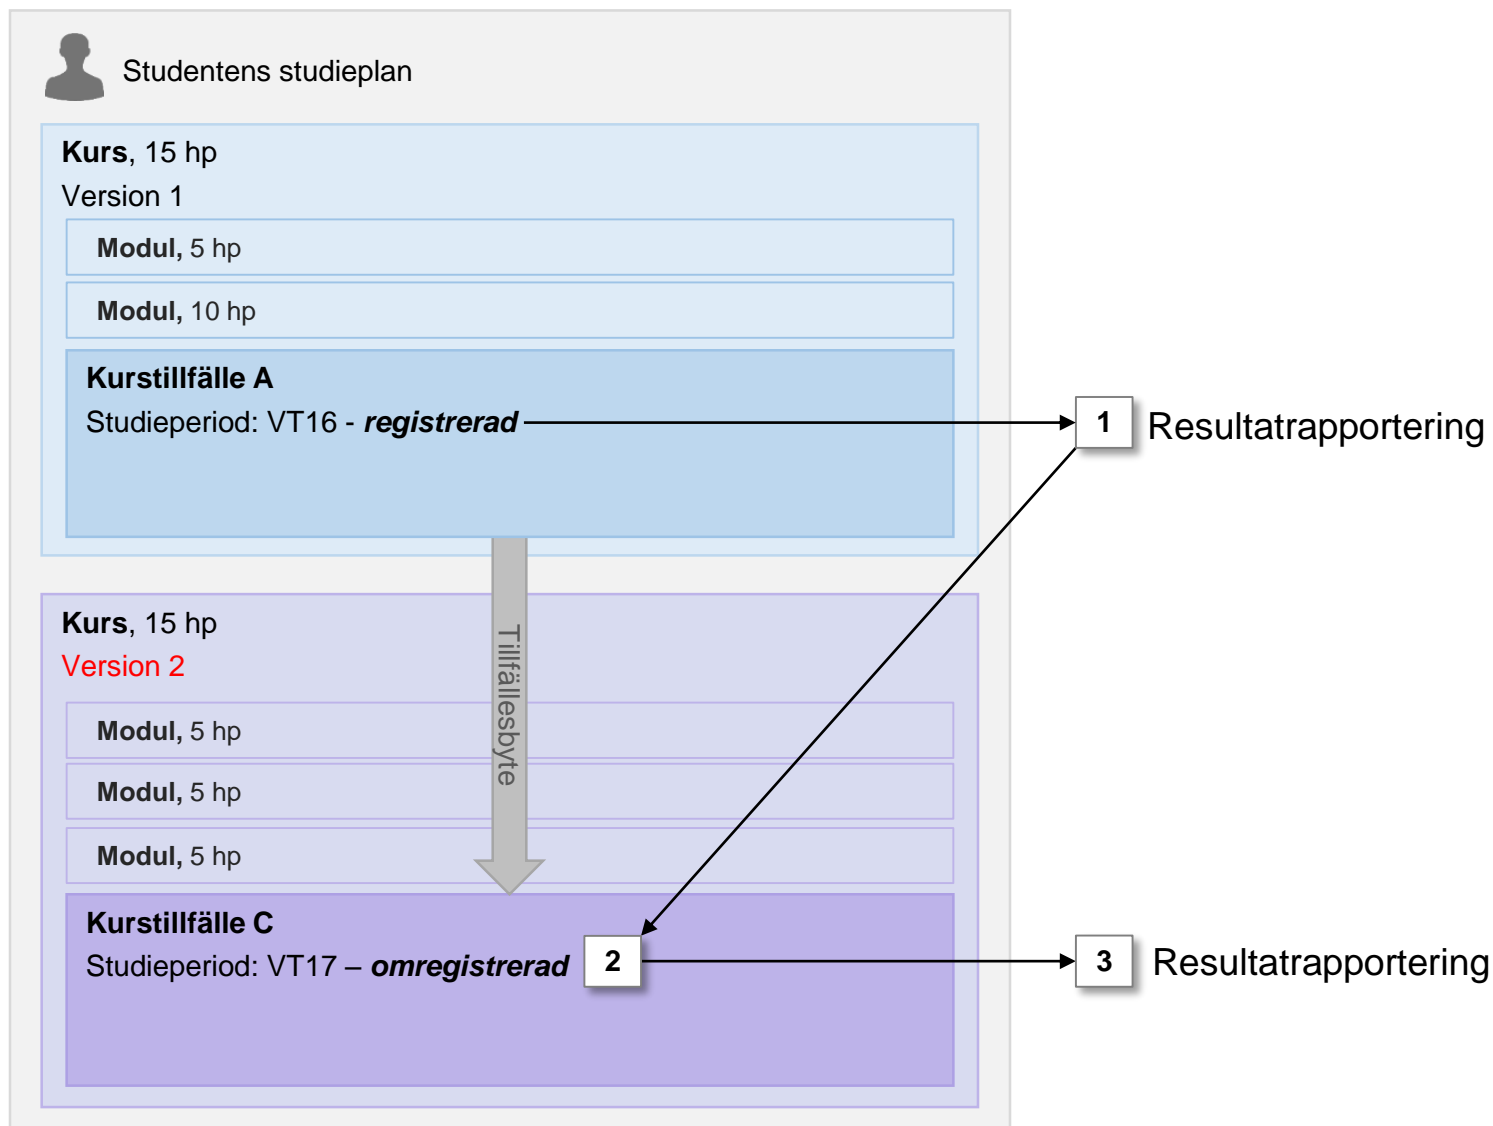 Studentens studieplan
Kurs, 15 hp
Version 1
Modul, 5 hp
Modul, 10 hp
Kurstillfälle A
Studieperiod: VT16 - registrerad
1 Resultatrapportering
Tillfällesbyte
Kurs, 15 hp
Version 2
Modul, 5 hp
Modul, 5 hp
Modul, 5 hp
Kurstillfälle C
Studieperiod: VT17 – omregistrerad 2
3 Resultatrapportering